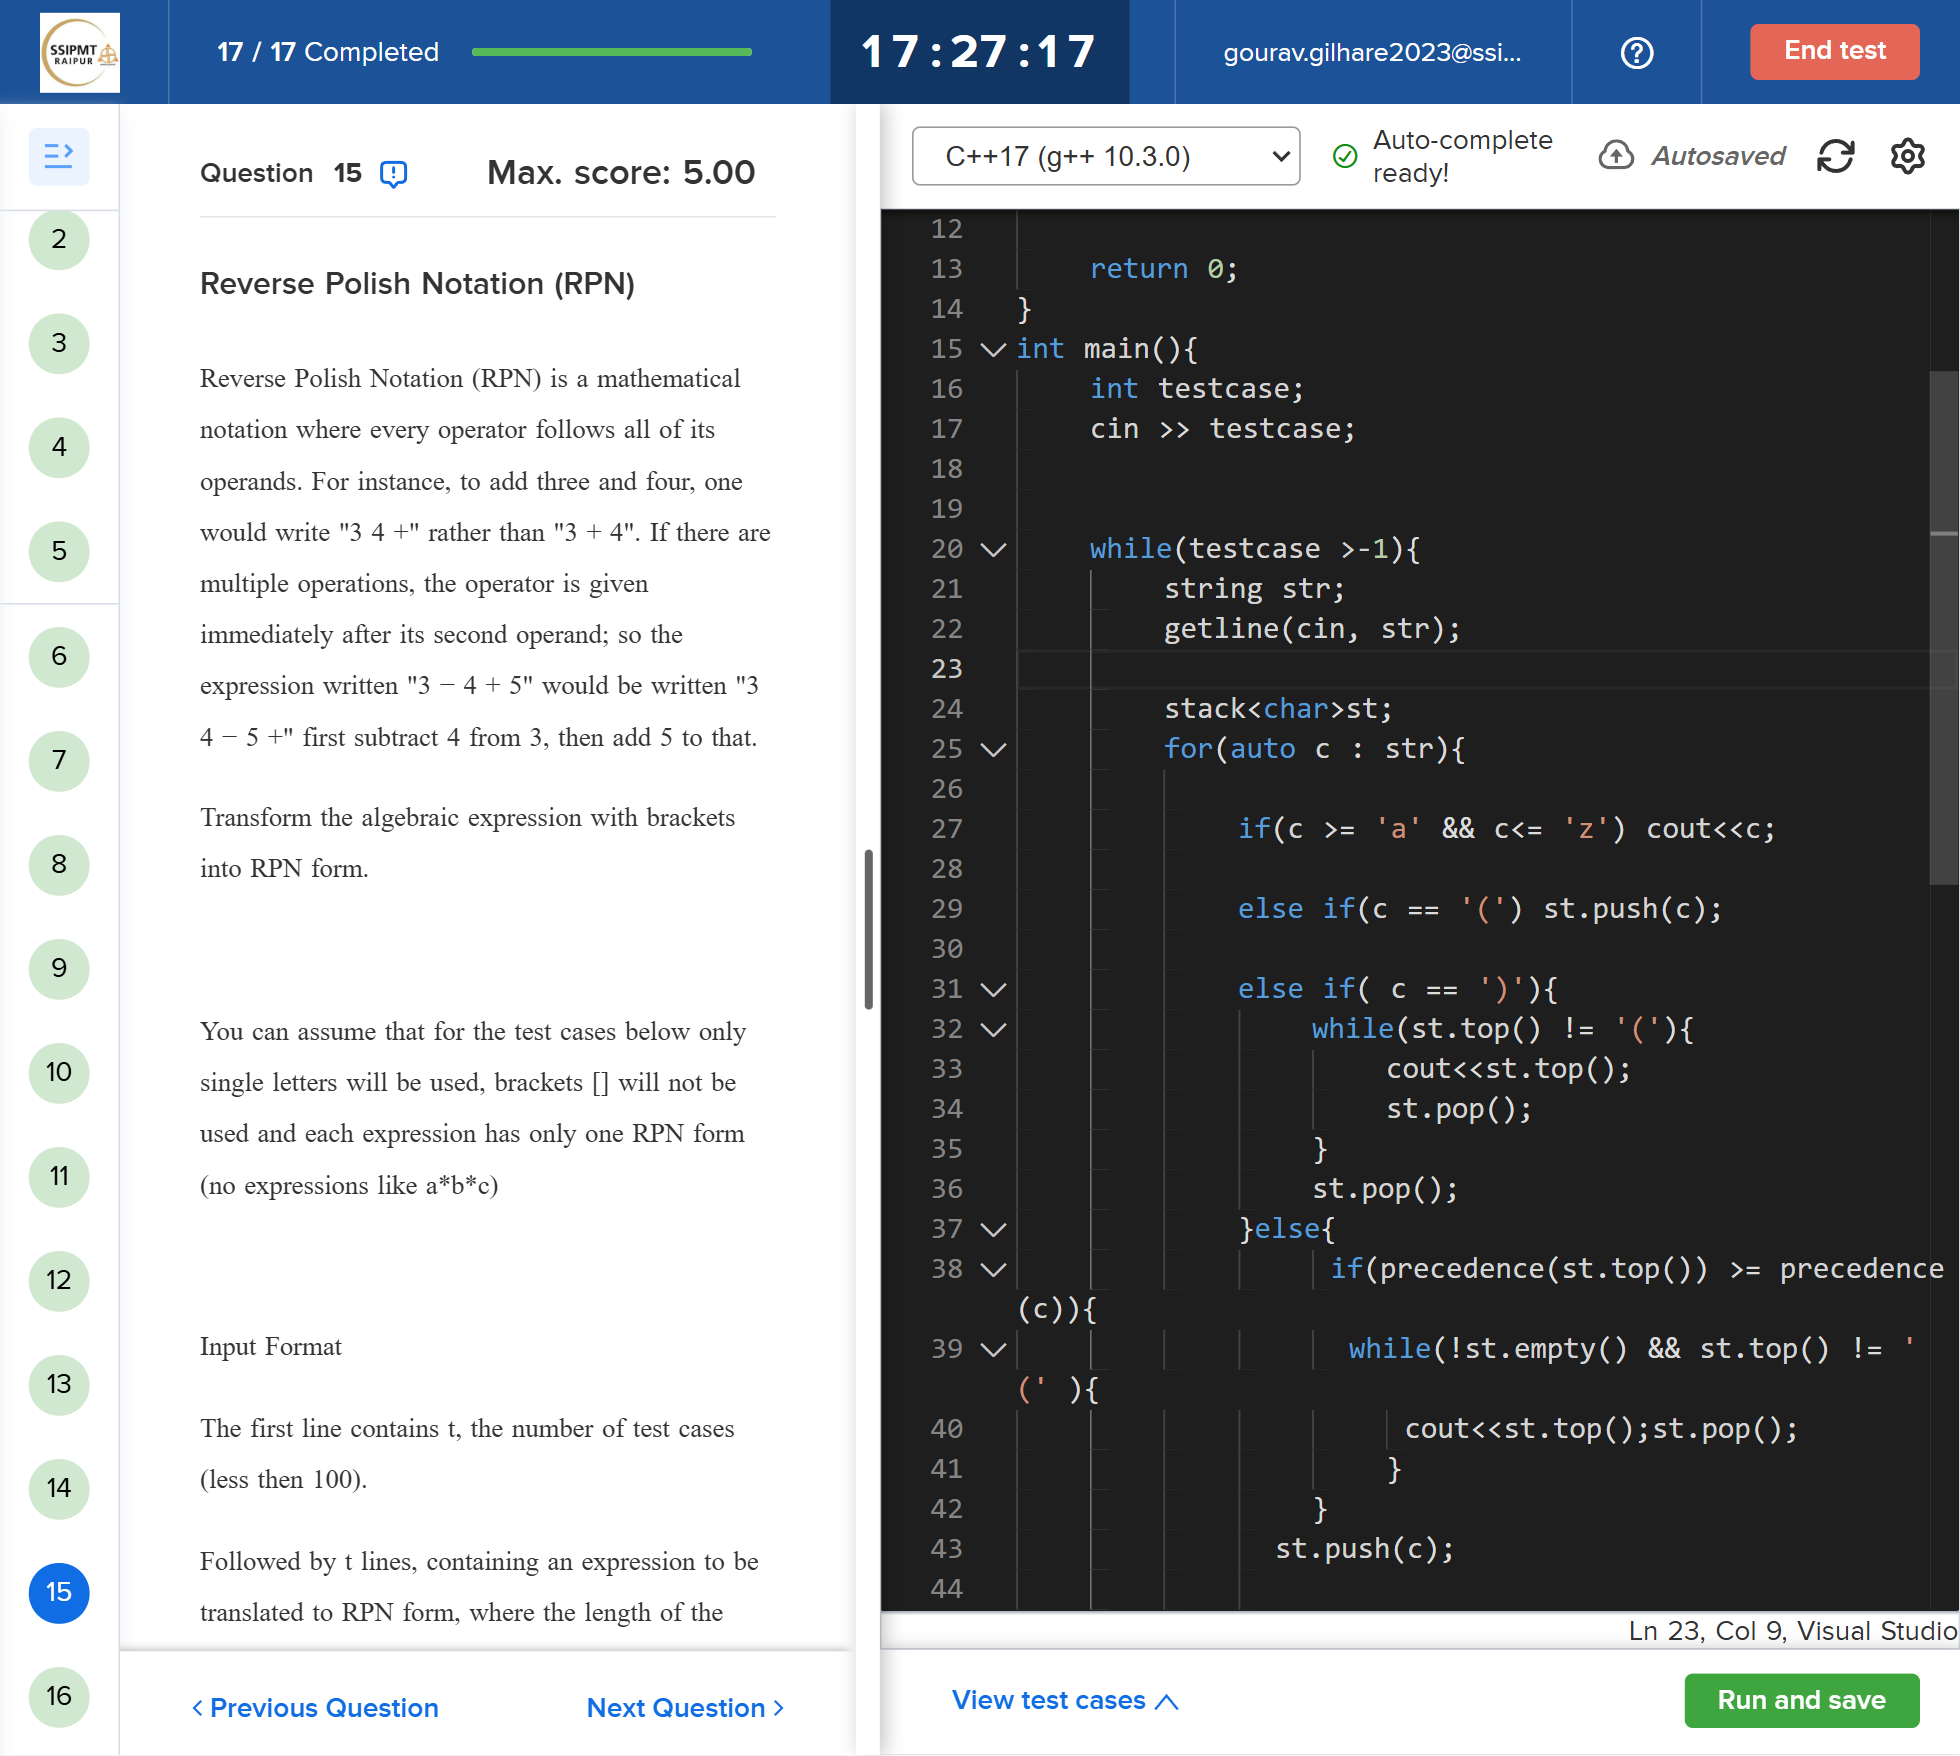 SSIPMT
RAIPUR
17 / 17 Completed
17:27:17
gourav.gilhare2023@ssi...
End test
2
3
4
5
6
7
8
9
10
11
12
13
14
15
16
Question 15
Max. score: 5.00
Reverse Polish Notation (RPN)
Reverse Polish Notation (RPN) is a mathematical
notation where every operator follows all of its
operands. For instance, to add three and four, one
would write "3 4 +" rather than "3 + 4". If there are
multiple operations, the operator is given
immediately after its second operand; so the
expression written "3 − 4 + 5" would be written "3
4 − 5 +" first subtract 4 from 3, then add 5 to that.
Transform the algebraic expression with brackets
into RPN form.
You can assume that for the test cases below only
single letters will be used, brackets [] will not be
used and each expression has only one RPN form
(no expressions like a*b*c)
Input Format
The first line contains t, the number of test cases
(less then 100).
Followed by t lines, containing an expression to be
translated to RPN form, where the length of the
Previous Question
Next Question
C++17 (g++ 10.3.0)
Auto-complete
ready!
Autosaved
12
13 return 0;
14 }
15 int main(){
16 int testcase;
17 cin >> testcase;
18
19
20 while(testcase >-1){
21 string str;
22 getline(cin, str);
23
24 stack<char>st;
25 for(auto c : str){
26
27 if(c >= 'a' && c<= 'z') cout<<c;
28
29 else if(c == '(') st.push(c);
30
31 else if( c == ')'){
32 while(st.top() != '('){
33 cout<<st.top();
34 st.pop();
35 }
36 st.pop();
37 }else{
38 if(precedence(st.top()) >= precedence
(c)){
39 while(!st.empty() && st.top() != '
(' ){
40 cout<<st.top();st.pop();
41 }
42 }
43 st.push(c);
44
Ln 23, Col 9, Visual Studio
View test cases
Run and save